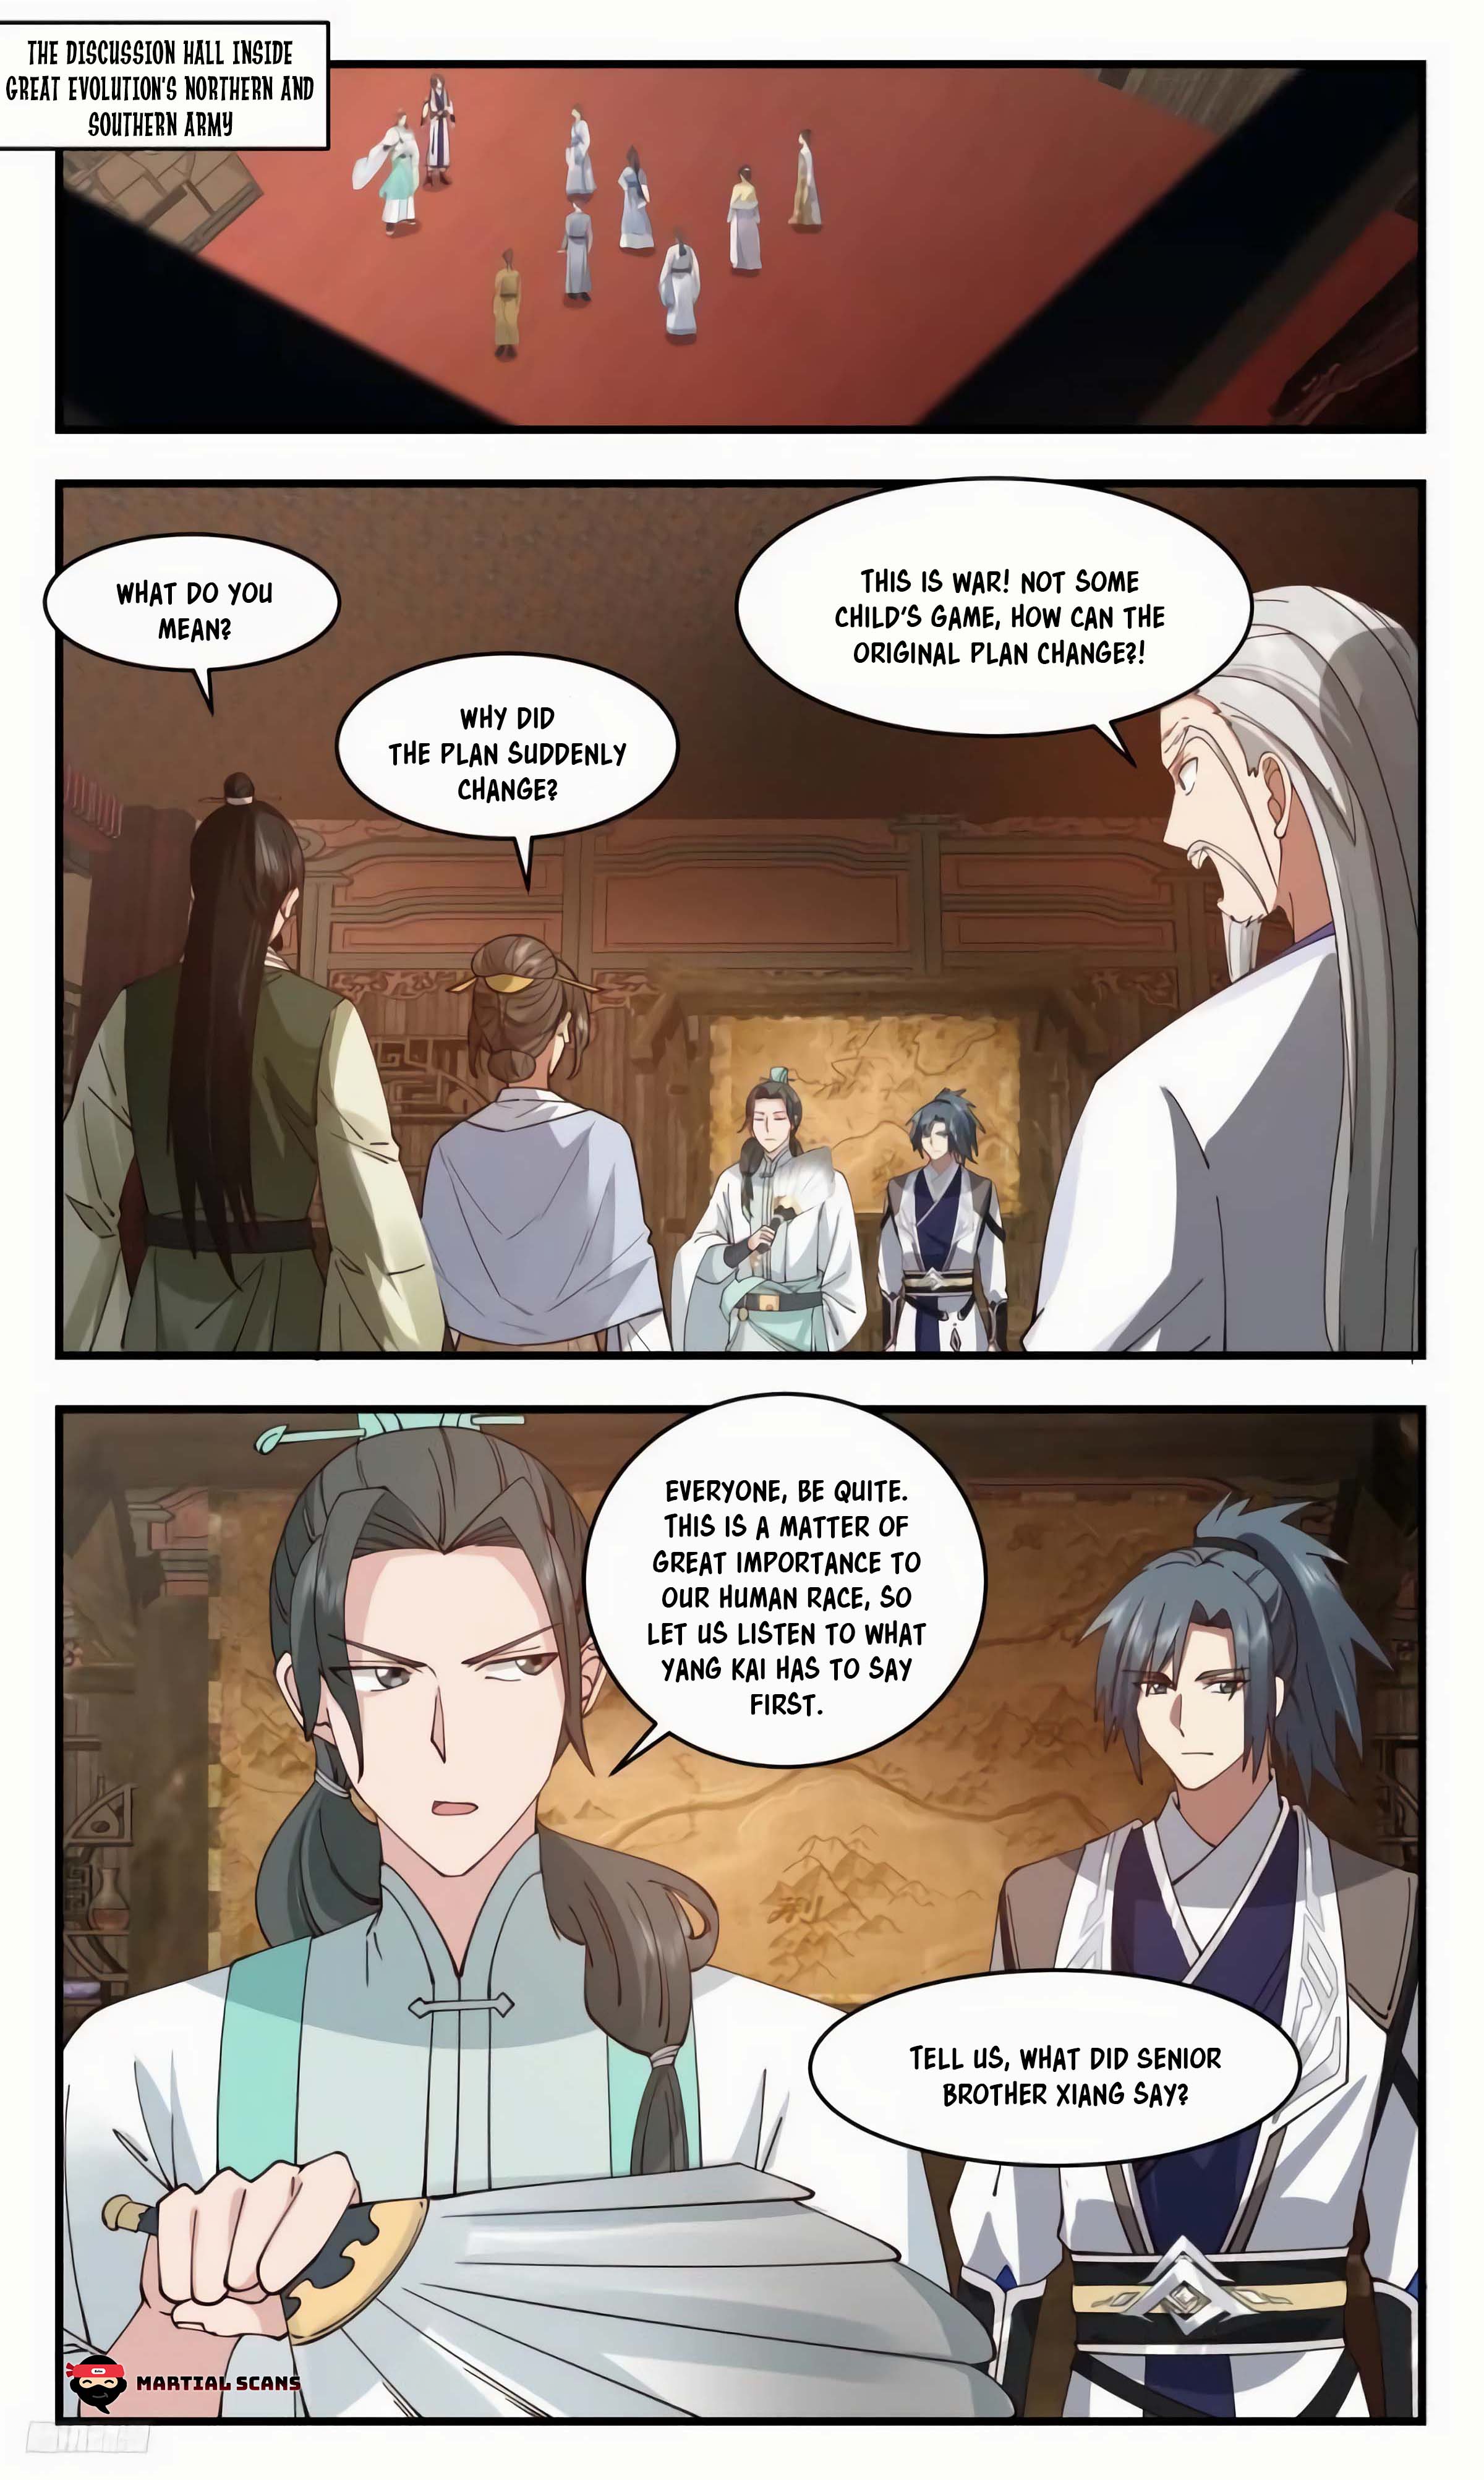 THE DISCUSSION HALL INSIDE
GREAT EVOLUTION'S NORTHERN AND
SOUTHERN ARMY
WHAT DO YOU
MEAN?
WHY DID
THE PLAN SUDDENLY
CHANGE?
THIS IS WAR! NOT SOME
CHILD'S GAME, HOW CAN THE
ORIGINAL PLAN CHANGE?!
EVERYONE, BE QUITE.
THIS IS A MATTER OF
GREAT IMPORTANCE TO
OUR HUMAN RACE, SO
LET US LISTEN TO WHAT
YANG KAI HAS TO SAY
FIRST.
TELL US, WHAT DID SENIOR
BROTHER XIANG SAY?
MARTIAL SCANS